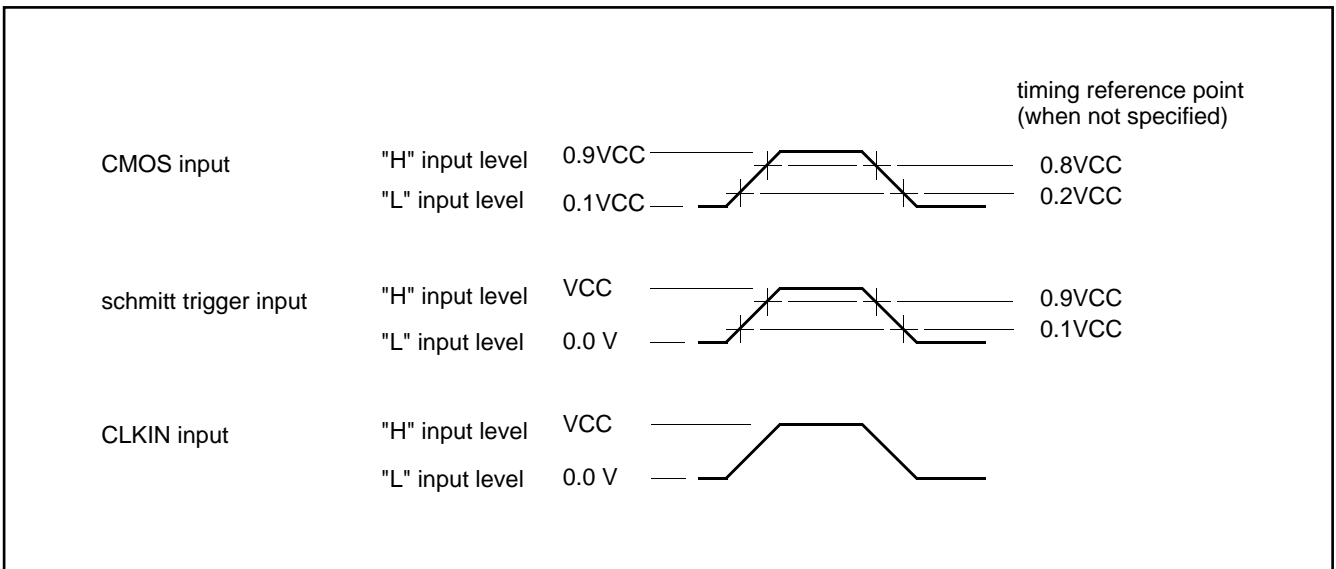 timing reference point
(when not specified)
CMOS input "H" input level 0.9VCC 0.8VCC
"L" input level 0.1VCC 0.2VCC
schmitt trigger input "H" input level VCC 0.9VCC
"L" input level 0.0 V 0.1VCC
CLKIN input "H" input level VCC
"L" input level 0.0 V